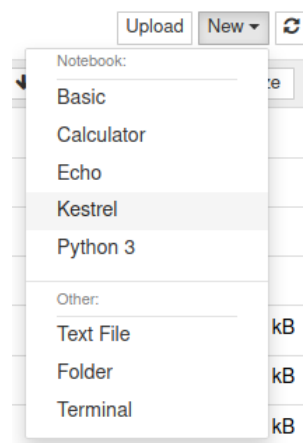 Upload New
Notebook:
Basic
Calculator
Echo
Kestrel
Python 3
Other:
Text File
kB
Folder
kB
Terminal
kB